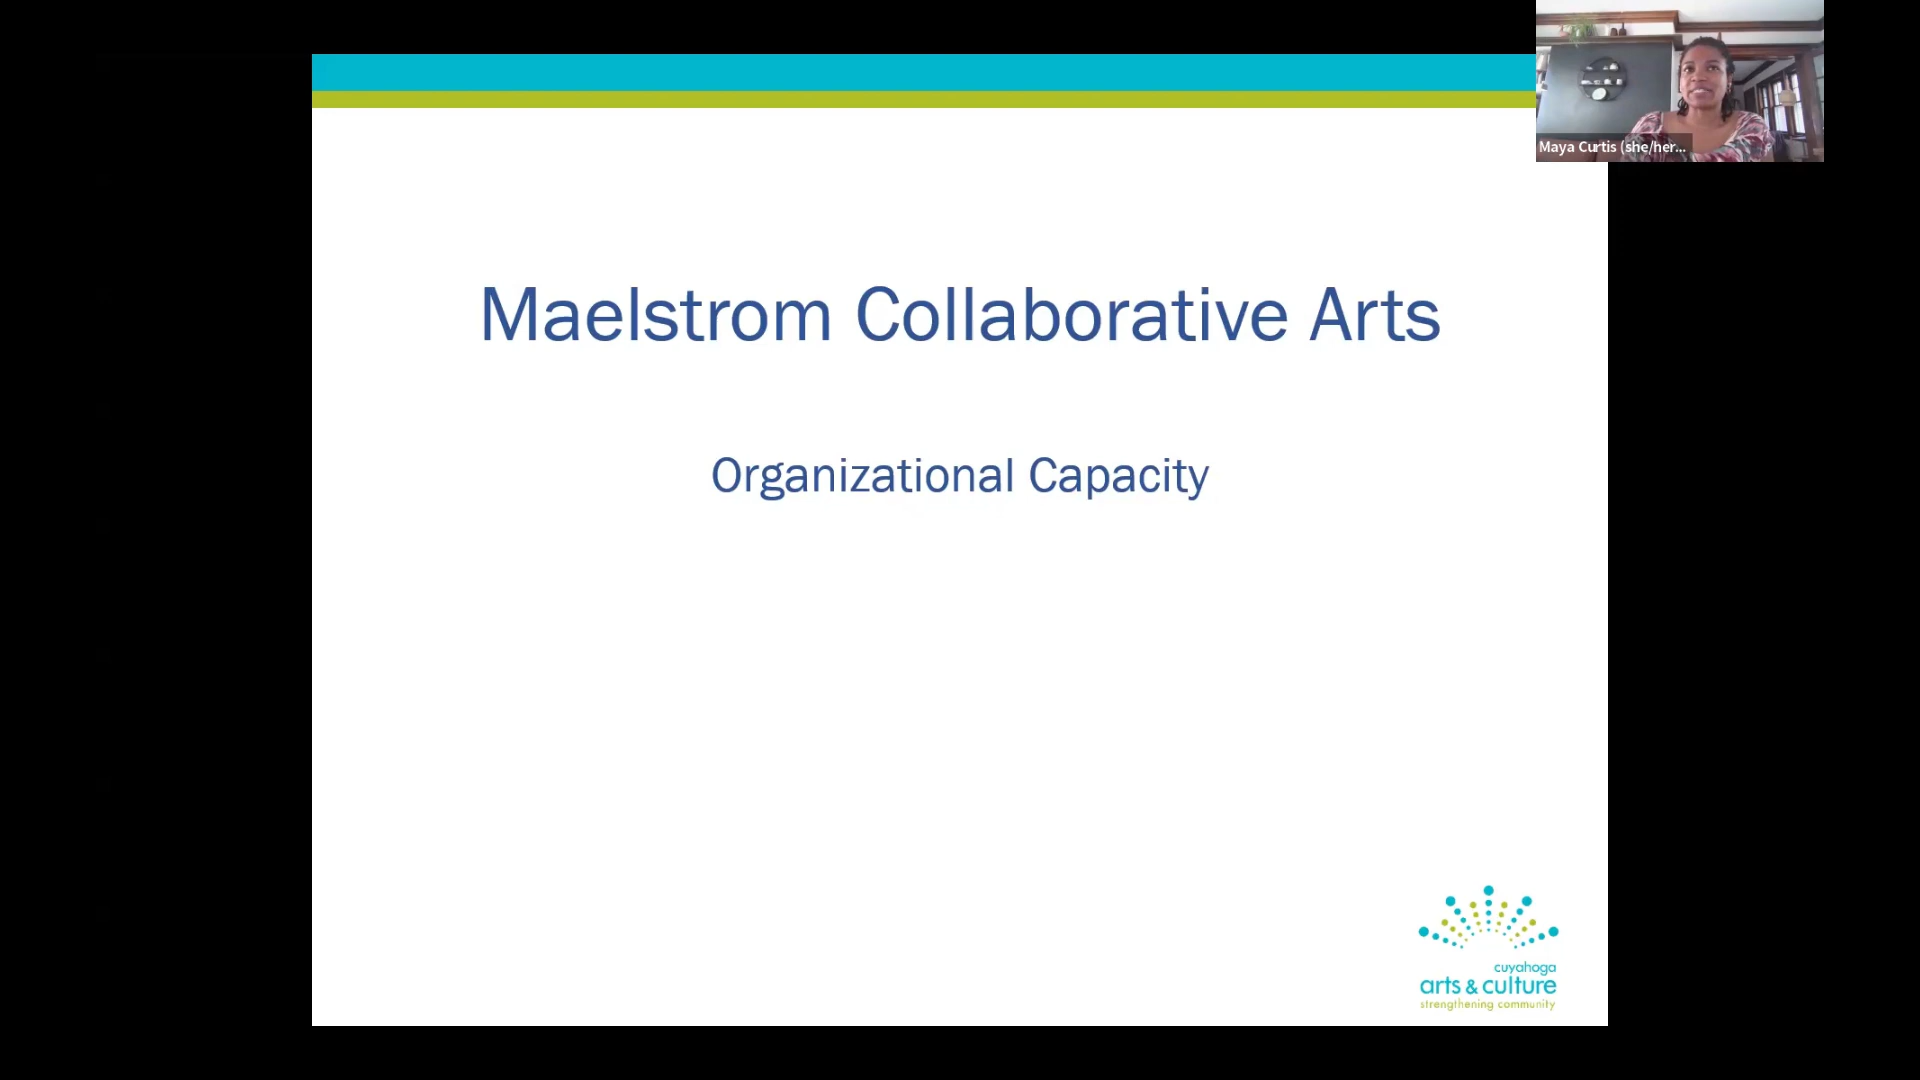 Maya Curtis (she/her...
Maelstrom Collaborative Arts
Organizational Capacity
cuyahoga
arts & culture
strengthening community